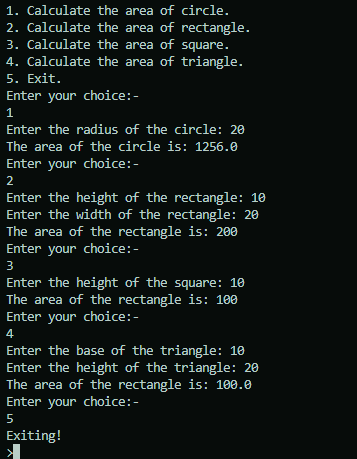 1. Calculate the area of circle.
2. Calculate the area of rectangle.
3. Calculate the area of square.
4. Calculate the area of triangle.
5. Exit.
Enter your choice:-
1
Enter the radius of the circle: 20
The area of the circle is: 1256.0
Enter your choice:-
2
Enter the height of the rectangle: 10
Enter the width of the rectangle: 20
The area of the rectangle is: 200
Enter your choice:-
3
Enter the height of the square: 10
The area of the rectangle is: 100
Enter your choice:-
4
Enter the base of the triangle: 10
Enter the height of the triangle: 20
The area of the rectangle is: 100.0
Enter your choice:-
5
Exiting!
>